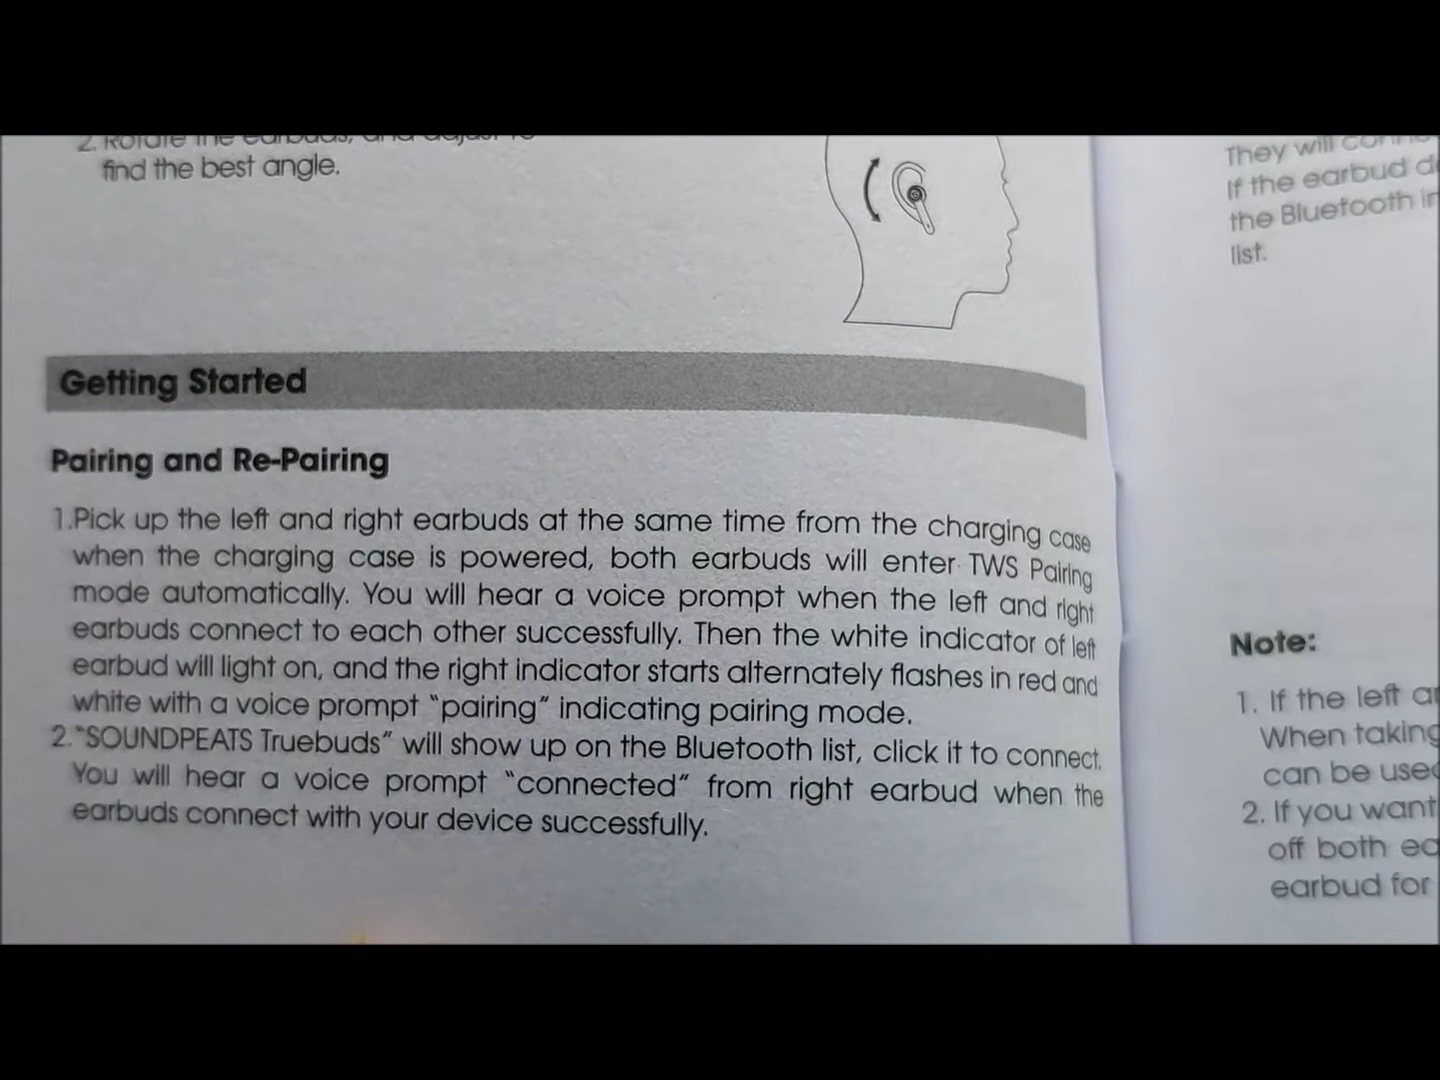 2. Rotate the earbuds, and adjust to
find the best angle.
Getting Started
Pairing and Re-Pairing
1.Pick up the left and right earbuds at the same time from the charging case
when the charging case is powered, both earbuds will enter TWS Pairing
mode automatically. You will hear a voice prompt when the left and right
earbuds connect to each other successfully. Then the white indicator of left
earbud will light on, and the right indicator starts alternately flashes in red and
white with a voice prompt "pairing" indicating pairing mode.
2."SOUNDPEATS Truebuds" will show up on the Bluetooth list, click it to connect.
You will hear a voice prompt "connected" from right earbud when the
earbuds connect with your device successfully.
They will
If the earbud
the Bluetooth
list.
Note:
1. If the left
When taking
can be used
2. If you want
off both
earbud for